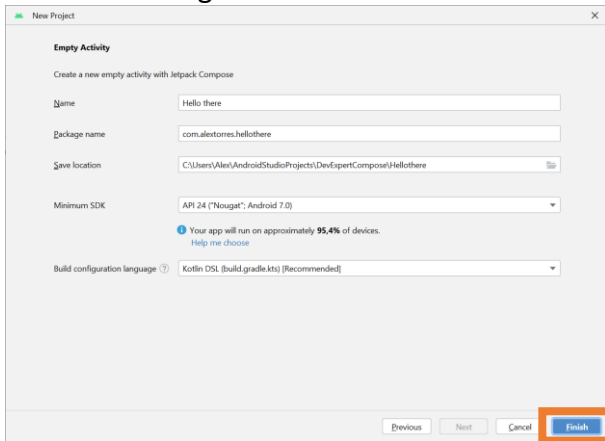 New Project
Empty Activity
Create a new empty activity with Jetpack Compose
Name
Hello there
Package name
com.alextorres.hellothere
Save location
C:\Users\Alex\AndroidStudioProjects\DevExpertCompose\Hellothere
Minimum SDK
API 24 ("Nougat"; Android 7.0)
Your app will run on approximately 95,4% of devices.
Help me choose
Build configuration language
Kotlin DSL (build.gradle.kts) [Recommended]
Previous Next Cancel Finish